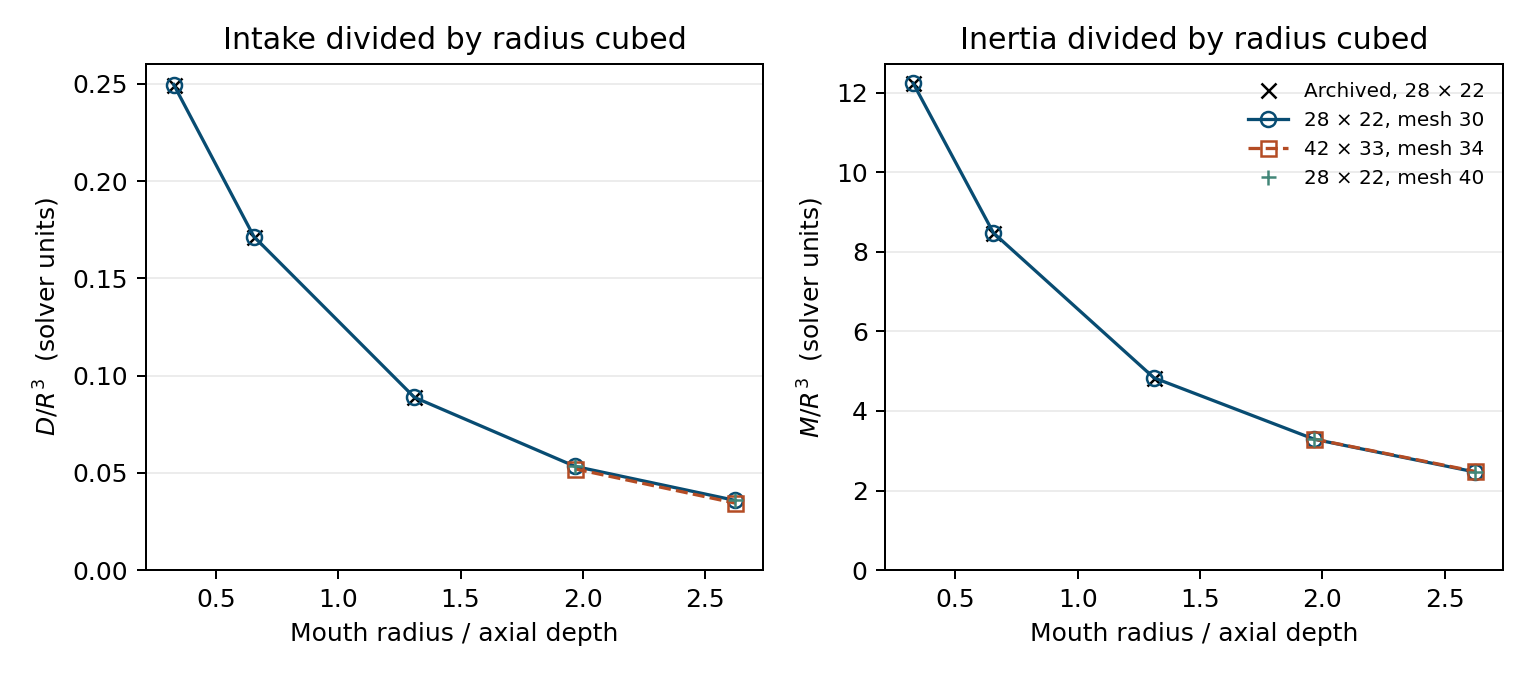 Intake divided by radius cubed
D/R³ (solver units)
0.25
0.20
0.15
0.10
0.05
0.00
0.5 1.0 1.5 2.0 2.5
Mouth radius / axial depth
Inertia divided by radius cubed
M/R³ (solver units)
12
10
8
6
4
2
0
Archived, 28 × 22
28 × 22, mesh 30
42 × 33, mesh 34
28 × 22, mesh 40
0.5 1.0 1.5 2.0 2.5
Mouth radius / axial depth